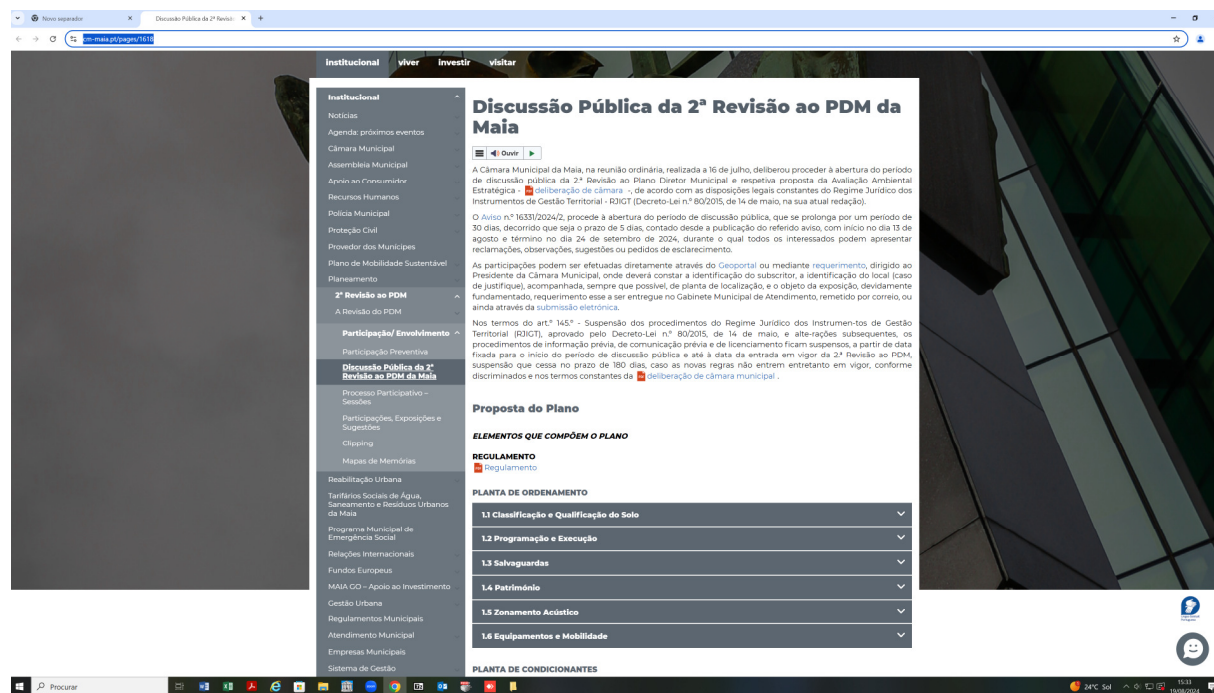 Novo separador
Discussão Pública da 2ª Revisã
cm-maia.pt/pages/1618
institucional viver investir visitar
Institucional
Notícias
Agenda: próximos eventos
Câmara Municipal
Assembleia Municipal
Apoio ao Consumidor
Recursos Humanos
Polícia Municipal
Proteção Civil
Provedor dos Munícipes
Plano de Mobilidade Sustentável
Planeamento
2ª Revisão ao PDM
A Revisão do PDM
Participação/ Envolvimento
Participação Preventiva
Discussão Pública da 2ª
Revisão ao PDM da Maia
Processo Participativo –
Sessões
Participações, Exposições e
Sugestões
Clipping
Mapas de Memórias
Reabilitação Urbana
Tarifários Sociais de Água,
Saneamento e Resíduos Urbanos
da Maia
Programa Municipal de
Emergência Social
Relações Internacionais
Fundos Europeus
MAIA GO – Apoio ao Investimento
Gestão Urbana
Regulamentos Municipais
Atendimento Municipal
Empresas Municipais
Sistema de Gestão
Discussão Pública da 2ª Revisão ao PDM da
Maia
Ouvir
A Câmara Municipal da Maia, na reunião ordinária, realizada a 16 de julho, deliberou proceder à abertura do período
de discussão pública da 2.ª Revisão ao Plano Diretor Municipal e respetiva proposta da Avaliação Ambiental
Estratégica - deliberação de câmara -, de acordo com as disposições legais constantes do Regime Jurídico dos
Instrumentos de Gestão Territorial - RJIGT (Decreto-Lei n.º 80/2015, de 14 de maio, na sua atual redação).
O Aviso n.º 16331/2024/2, procede à abertura do período de discussão pública, que se prolonga por um período de
30 dias, decorrido que seja o prazo de 5 dias, contado desde a publicação do referido aviso, com início no dia 13 de
agosto e término no dia 24 de setembro de 2024, durante o qual todos os interessados podem apresentar
reclamações, observações, sugestões ou pedidos de esclarecimento.
As participações podem ser efetuadas diretamente através do Geoportal ou mediante requerimento, dirigido ao
Presidente da Câmara Municipal, onde deverá constar a identificação do subscritor, a identificação do local (caso
de justifique), acompanhada, sempre que possível, de planta de localização, e o objeto da exposição, devidamente
fundamentado, requerimento esse a ser entregue no Gabinete Municipal de Atendimento, remetido por correio, ou
ainda através da submissão eletrónica.
Nos termos do art.º 145.º - Suspensão dos procedimentos do Regime Jurídico dos Instrumen-tos de Gestão
Territorial (RJIGT), aprovado pelo Decreto-Lei n.º 80/2015, de 14 de maio, e alte-rações subsequentes, os
procedimentos de informação prévia, de comunicação prévia e de licenciamento ficam suspensos, a partir de data
fixada para o início do período de discussão pública e até à data da entrada em vigor da 2.ª Revisão ao PDM,
suspensão que cessa no prazo de 180 dias, caso as novas regras não entrem entretanto em vigor, conforme
discriminados e nos termos constantes da deliberação de câmara municipal .
Proposta do Plano
ELEMENTOS QUE COMPÕEM O PLANO
REGULAMENTO
Regulamento
PLANTA DE ORDENAMENTO
1.1 Classificação e Qualificação do Solo
1.2 Programação e Execução
1.3 Salvaguardas
1.4 Património
1.5 Zonamento Acústico
1.6 Equipamentos e Mobilidade
PLANTA DE CONDICIONANTES
Procurar
24°C Sol
15:33
19/08/2024